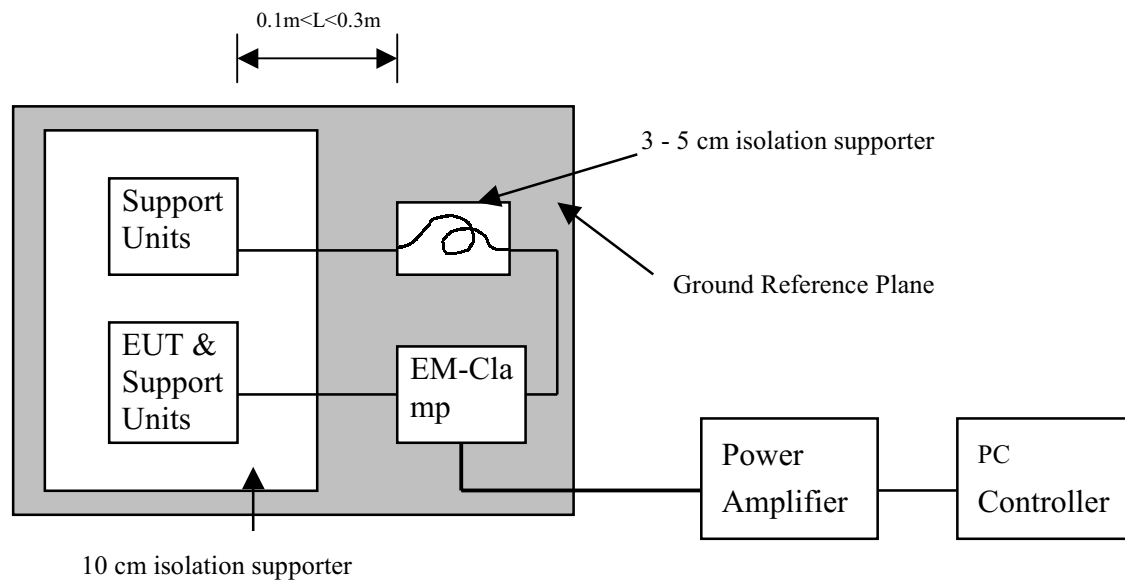 0.1m<L<0.3m
3 - 5 cm isolation supporter
Support
Units
Ground Reference Plane
EUT &
Support
Units
EM-Cla
mp
Power
Amplifier
PC
Controller
10 cm isolation supporter